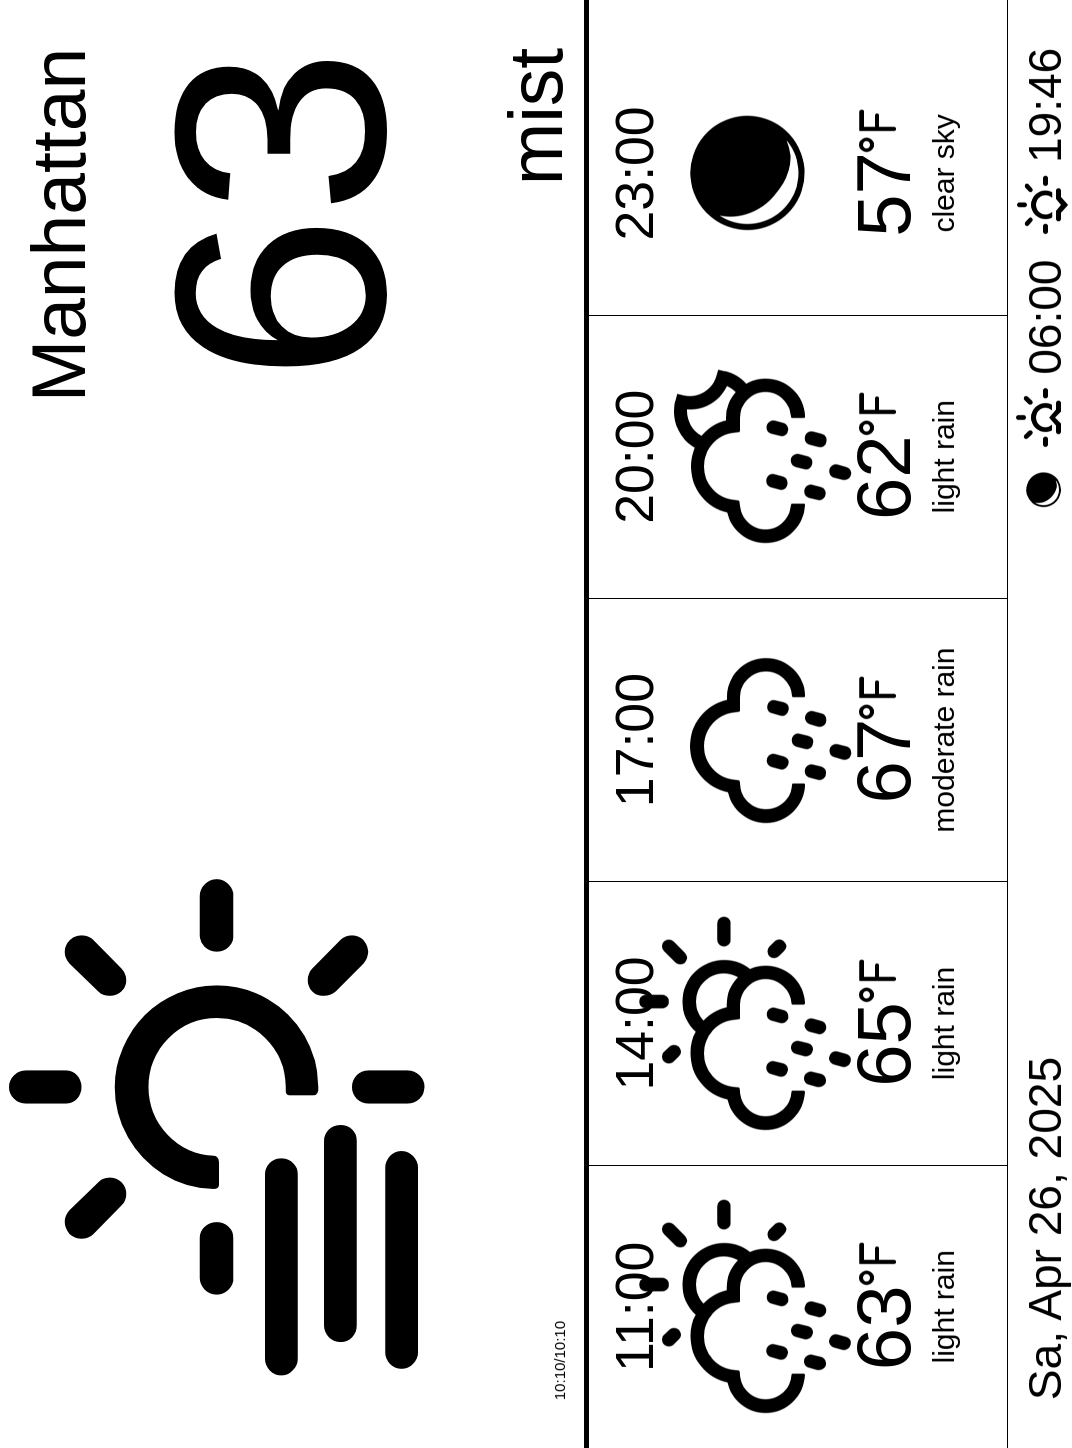 Manhattan
63
mist
10:10/10:10
11:00 14:00 17:00 20:00 23:00
63°F 65°F 67°F 62°F 57°F
light rain light rain moderate rain light rain clear sky
Sa, Apr 26, 2025 06:00 19:46